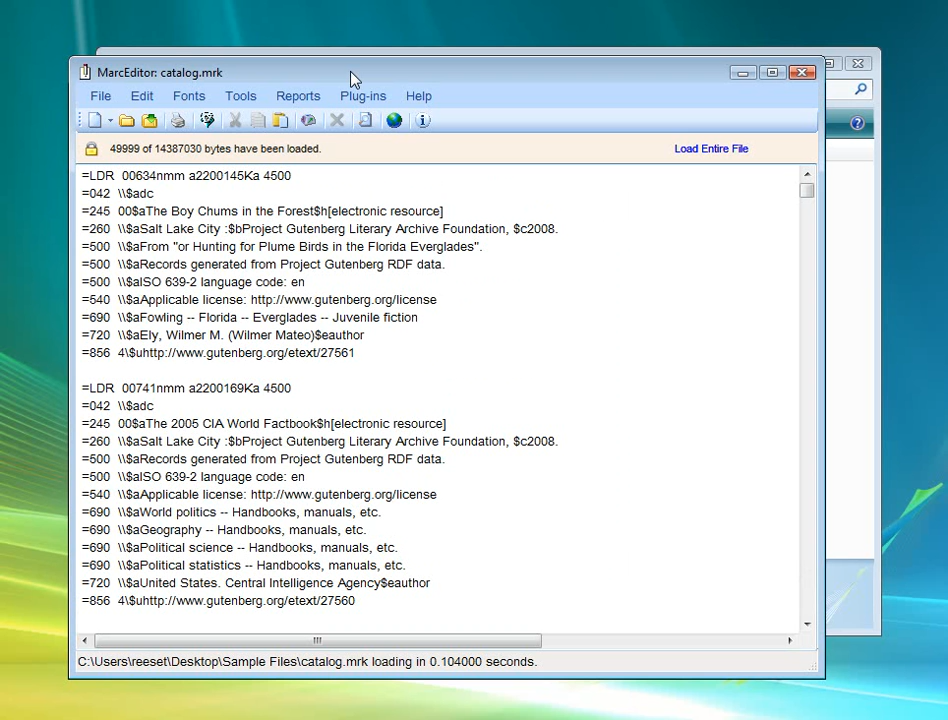 MarcEditor: catalog.mrk
File Edit Fonts Tools Reports Plug-ins Help
49999 of 14387030 bytes have been loaded. Load Entire File
=LDR  00634nmm a2200145Ka 4500
=042  \\$adc
=245  00$aThe Boy Chums in the Forest$h[electronic resource]
=260  \\$aSalt Lake City :$bProject Gutenberg Literary Archive Foundation, $c2008.
=500  \\$aFrom "or Hunting for Plume Birds in the Florida Everglades".
=500  \\$aRecords generated from Project Gutenberg RDF data.
=500  \\$aISO 639-2 language code: en
=540  \\$aApplicable license: http://www.gutenberg.org/license
=690  \\$aFowling -- Florida -- Everglades -- Juvenile fiction
=720  \\$aEly, Wilmer M. (Wilmer Mateo)$eauthor
=856  4\$uhttp://www.gutenberg.org/etext/27561
=LDR  00741nmm a2200169Ka 4500
=042  \\$adc
=245  00$aThe 2005 CIA World Factbook$h[electronic resource]
=260  \\$aSalt Lake City :$bProject Gutenberg Literary Archive Foundation, $c2008.
=500  \\$aRecords generated from Project Gutenberg RDF data.
=500  \\$aISO 639-2 language code: en
=540  \\$aApplicable license: http://www.gutenberg.org/license
=690  \\$aWorld politics -- Handbooks, manuals, etc.
=690  \\$aGeography -- Handbooks, manuals, etc.
=690  \\$aPolitical science -- Handbooks, manuals, etc.
=690  \\$aPolitical statistics -- Handbooks, manuals, etc.
=720  \\$aUnited States. Central Intelligence Agency$eauthor
=856  4\$uhttp://www.gutenberg.org/etext/27560
C:\Users\reeset\Desktop\Sample Files\catalog.mrk loading in 0.104000 seconds.